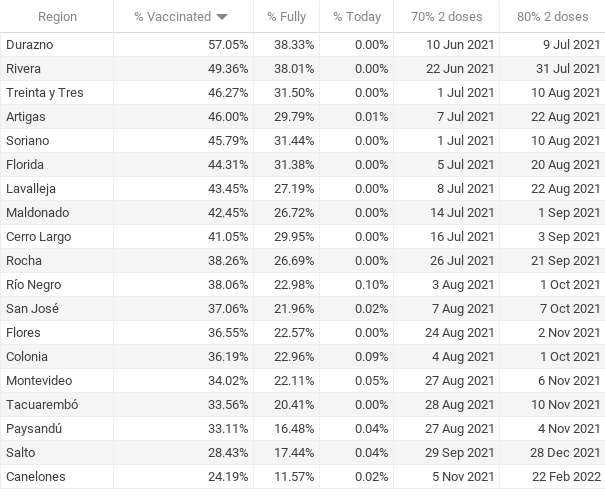 Region % Vaccinated % Fully % Today 70% 2 doses 80% 2 doses
Durazno 57.05% 38.33% 0.00% 10 Jun 2021 9 Jul 2021
Rivera 49.36% 38.01% 0.00% 22 Jun 2021 31 Jul 2021
Treinta y Tres 46.27% 31.50% 0.00% 1 Jul 2021 10 Aug 2021
Artigas 46.00% 29.79% 0.01% 7 Jul 2021 22 Aug 2021
Soriano 45.79% 31.44% 0.00% 1 Jul 2021 10 Aug 2021
Florida 44.31% 31.38% 0.00% 5 Jul 2021 20 Aug 2021
Lavalleja 43.45% 27.19% 0.00% 8 Jul 2021 22 Aug 2021
Maldonado 42.45% 26.72% 0.00% 14 Jul 2021 1 Sep 2021
Cerro Largo 41.05% 29.95% 0.00% 16 Jul 2021 3 Sep 2021
Rocha 38.26% 26.69% 0.00% 26 Jul 2021 21 Sep 2021
Río Negro 38.06% 22.98% 0.10% 3 Aug 2021 1 Oct 2021
San José 37.06% 21.96% 0.02% 7 Aug 2021 7 Oct 2021
Flores 36.55% 22.57% 0.00% 24 Aug 2021 2 Nov 2021
Colonia 36.19% 22.96% 0.09% 4 Aug 2021 1 Oct 2021
Montevideo 34.02% 22.11% 0.05% 27 Aug 2021 6 Nov 2021
Tacuarembó 33.56% 20.41% 0.00% 28 Aug 2021 10 Nov 2021
Paysandú 33.11% 16.48% 0.04% 27 Aug 2021 4 Nov 2021
Salto 28.43% 17.44% 0.04% 29 Sep 2021 28 Dec 2021
Canelones 24.19% 11.57% 0.02% 5 Nov 2021 22 Feb 2022